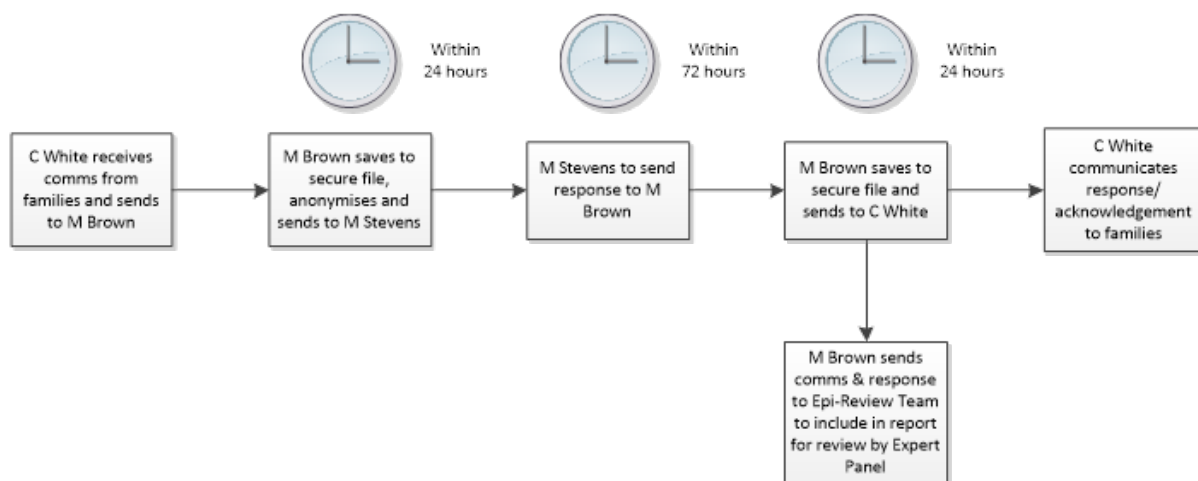 Within
24 hours
Within
72 hours
Within
24 hours
C White receives
comms from
families and sends
to M Brown
M Brown saves to
secure file,
anonymises and
sends to M Stevens
M Stevens to send
response to M
Brown
M Brown saves to
secure file and
sends to C White
C White
communicates
response/
acknowledgement
to families
M Brown sends
comms & response
to Epi-Review Team
to include in report
for review by Expert
Panel